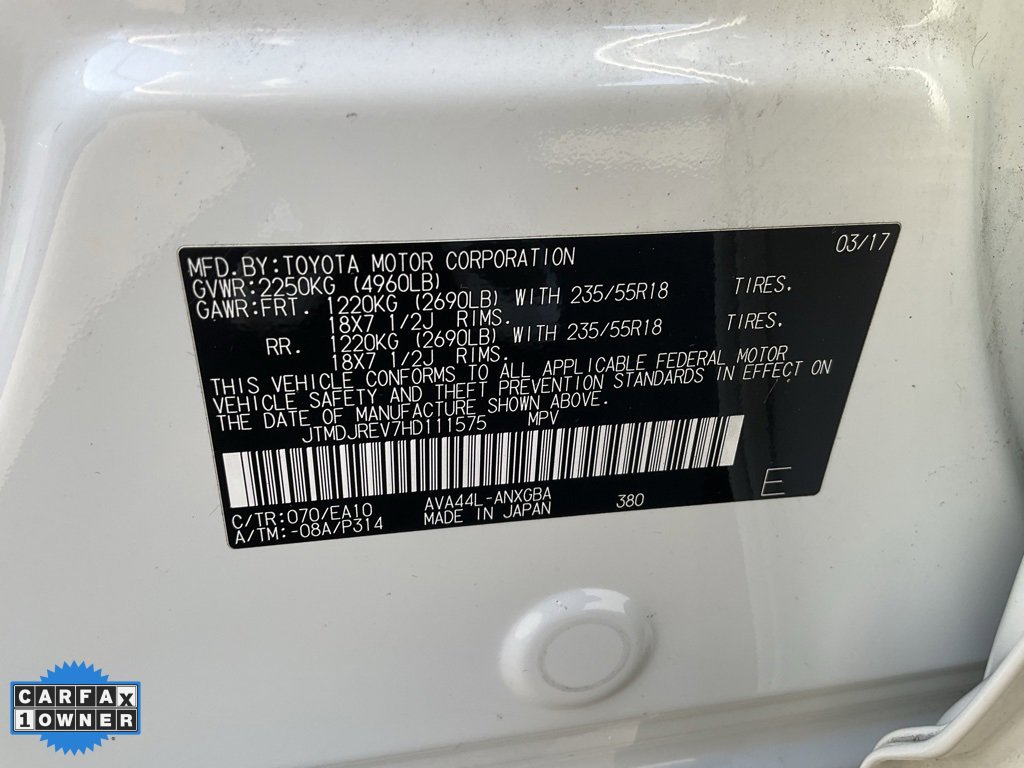 03/17
MFD.BY:TOYOTA MOTOR CORPORATION
GVWR:2250KG (4960LB)
GAWR:FRT. 1220KG (2690LB) WITH 235/55R18 TIRES.
18X7 1/2J RIMS.
RR. 1220KG (2690LB) WITH 235/55R18 TIRES.
18X7 1/2J RIMS.
THIS VEHICLE CONFORMS TO ALL APPLICABLE FEDERAL MOTOR
VEHICLE SAFETY AND THEFT PREVENTION STANDARDS IN EFFECT ON
THE DATE OF MANUFACTURE SHOWN ABOVE.
JTMDJREV7HD111575 MPV
E
C/TR:070/EA10 AVA44L-ANXGBA 380
A/TM:-08A/P314 MADE IN JAPAN
CARFAX
1 OWNER